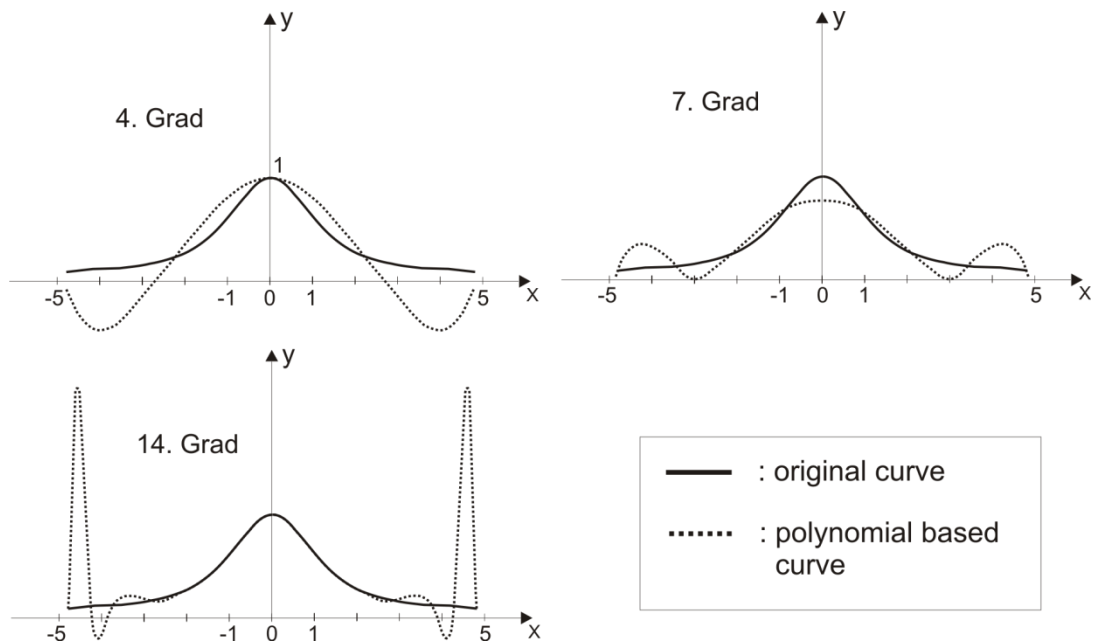 y
4. Grad
1
-5 -1 0 1 5 x
y
7. Grad
-5 -1 0 1 5 x
y
14. Grad
-5 -1 0 1 5 x
: original curve
: polynomial based
curve